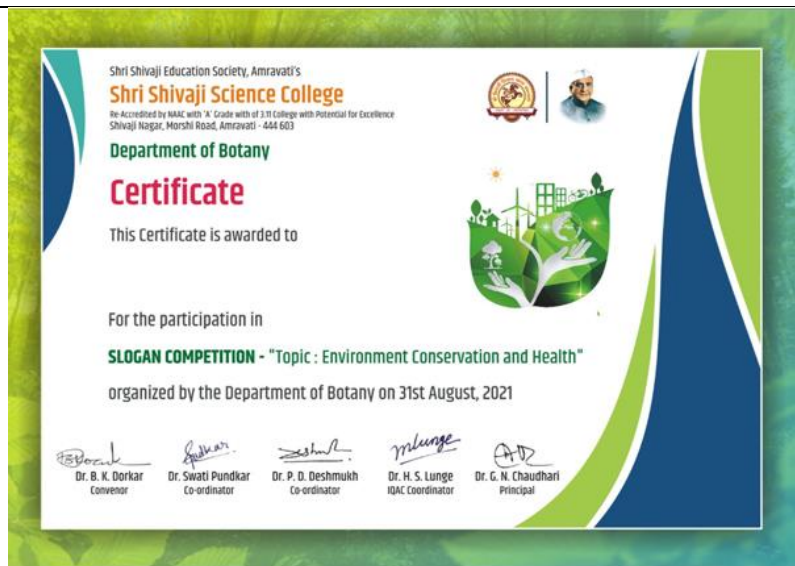 Shri Shivaji Education Society, Amravati's
Shri Shivaji Science College
Re-Accredited by NAAC with 'A' Grade with of 3.11 College with Potential for Excellence
Shivaji Nagar, Morshi Road, Amravati - 444 603
Department of Botany
Certificate
This Certificate is awarded to
For the participation in
SLOGAN COMPETITION - "Topic : Environment Conservation and Health"
organized by the Department of Botany on 31st August, 2021
Dr. B. K. Dorkar
Convenor
Dr. Swati Pundkar
Co-ordinator
Dr. P. D. Deshmukh
Co-ordinator
Dr. H. S. Lunge
IQAC Coordinator
Dr. G. N. Chaudhari
Principal